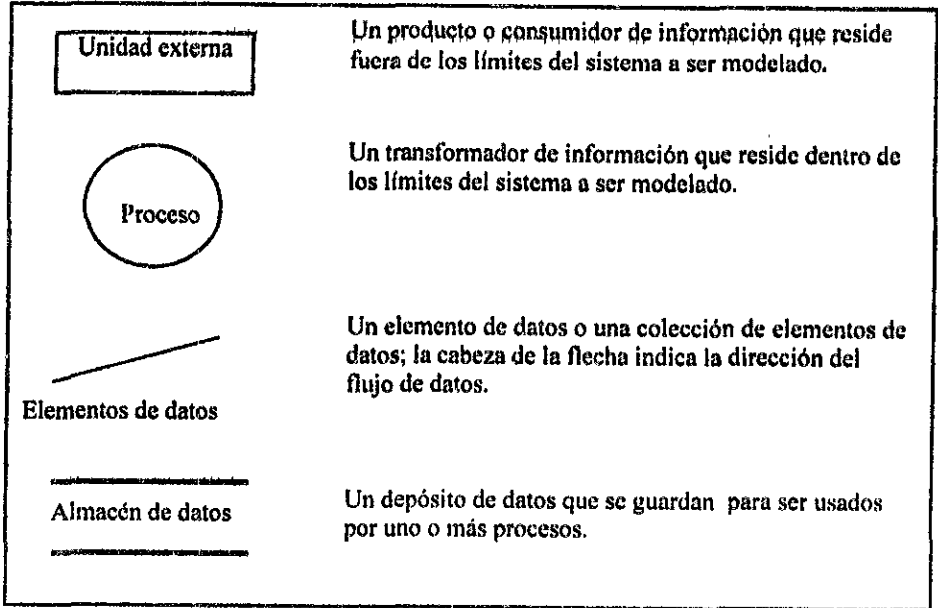 Unidad externa
Un producto o consumidor de información que reside
fuera de los límites del sistema a ser modelado.
Proceso
Un transformador de información que reside dentro de
los límites del sistema a ser modelado.
Elementos de datos
Un elemento de datos o una colección de elementos de
datos; la cabeza de la flecha indica la dirección del
flujo de datos.
Almacén de datos
Un depósito de datos que se guardan para ser usados
por uno o más procesos.